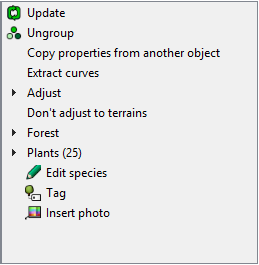 Update
Ungroup
Copy properties from another object
Extract curves
Adjust
Don't adjust to terrains
Forest
Plants (25)
Edit species
Tag
Insert photo